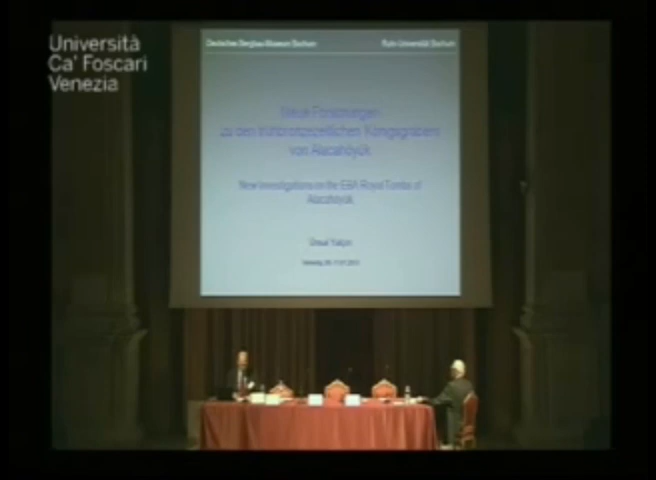 Università
Ca' Foscari
Venezia
Deutsches Bergbau-Museum Bochum
Ruhr-Universität Bochum
Neue Forschungen
zu den frühbronzezeitlichen Königsgräbern
von Alacahöyük
New Investigations on the EBA Royal Tombs of
Alacahöyük
Ünsal Yalçın